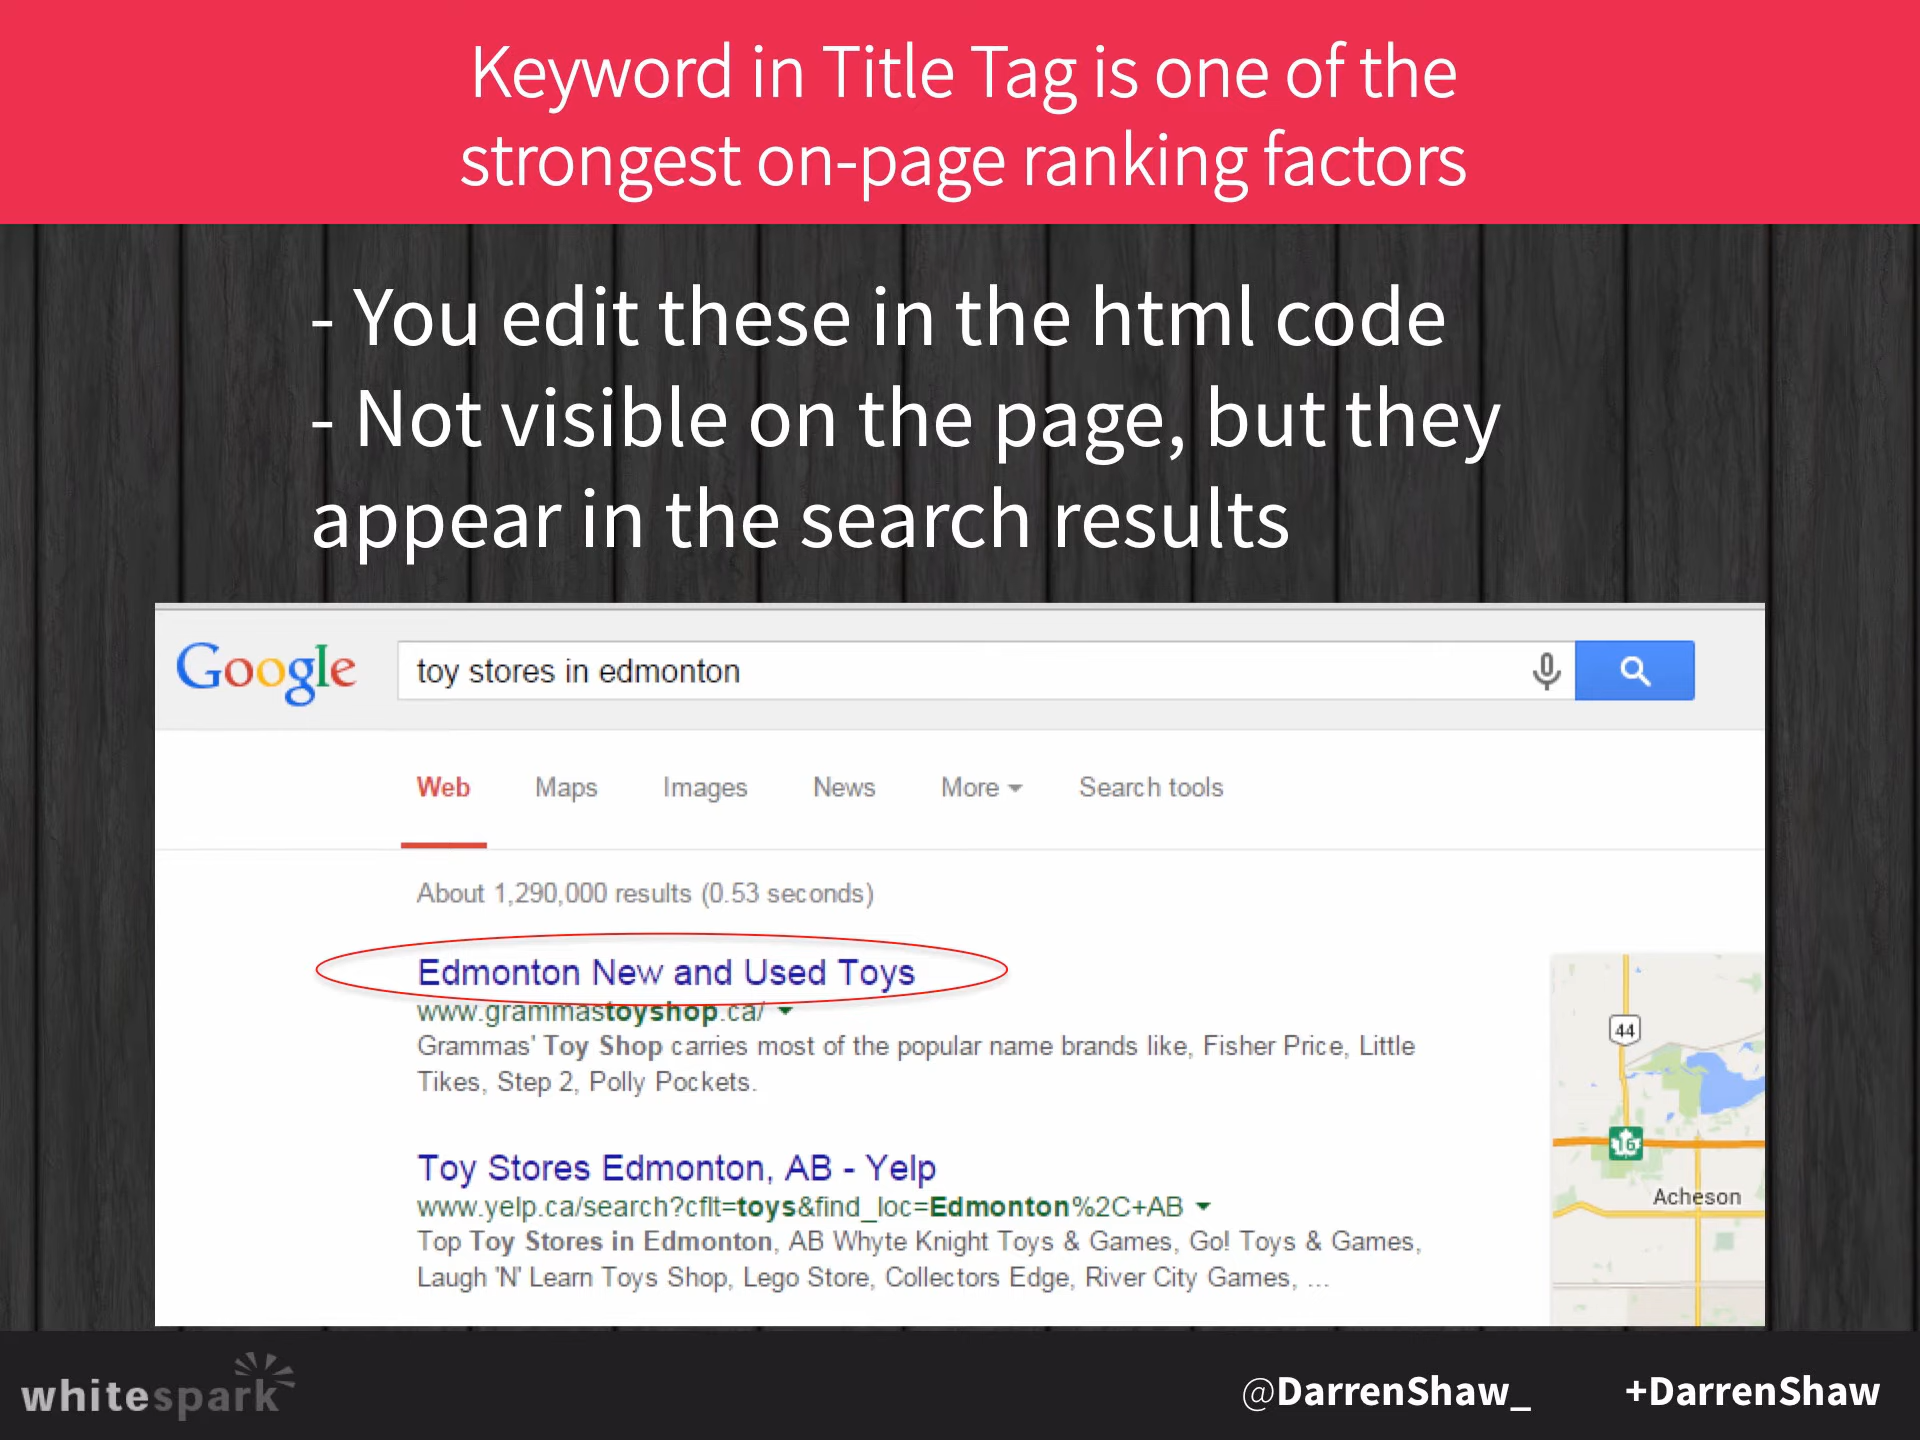 Keyword in Title Tag is one of the
strongest on-page ranking factors
- You edit these in the html code
- Not visible on the page, but they
appear in the search results
Google
toy stores in edmonton
Web Maps Images News More Search tools
About 1,290,000 results (0.53 seconds)
Edmonton New and Used Toys
www.grammastoyshop.ca/
Grammas' Toy Shop carries most of the popular name brands like, Fisher Price, Little
Tikes, Step 2, Polly Pockets.
Toy Stores Edmonton, AB - Yelp
www.yelp.ca/search?cflt=toys&find_loc=Edmonton%2C+AB
Top Toy Stores in Edmonton, AB Whyte Knight Toys & Games, Go! Toys & Games,
Laugh 'N' Learn Toys Shop, Lego Store, Collectors Edge, River City Games, ...
44
16
Acheson
whitespark
@DarrenShaw_ +DarrenShaw